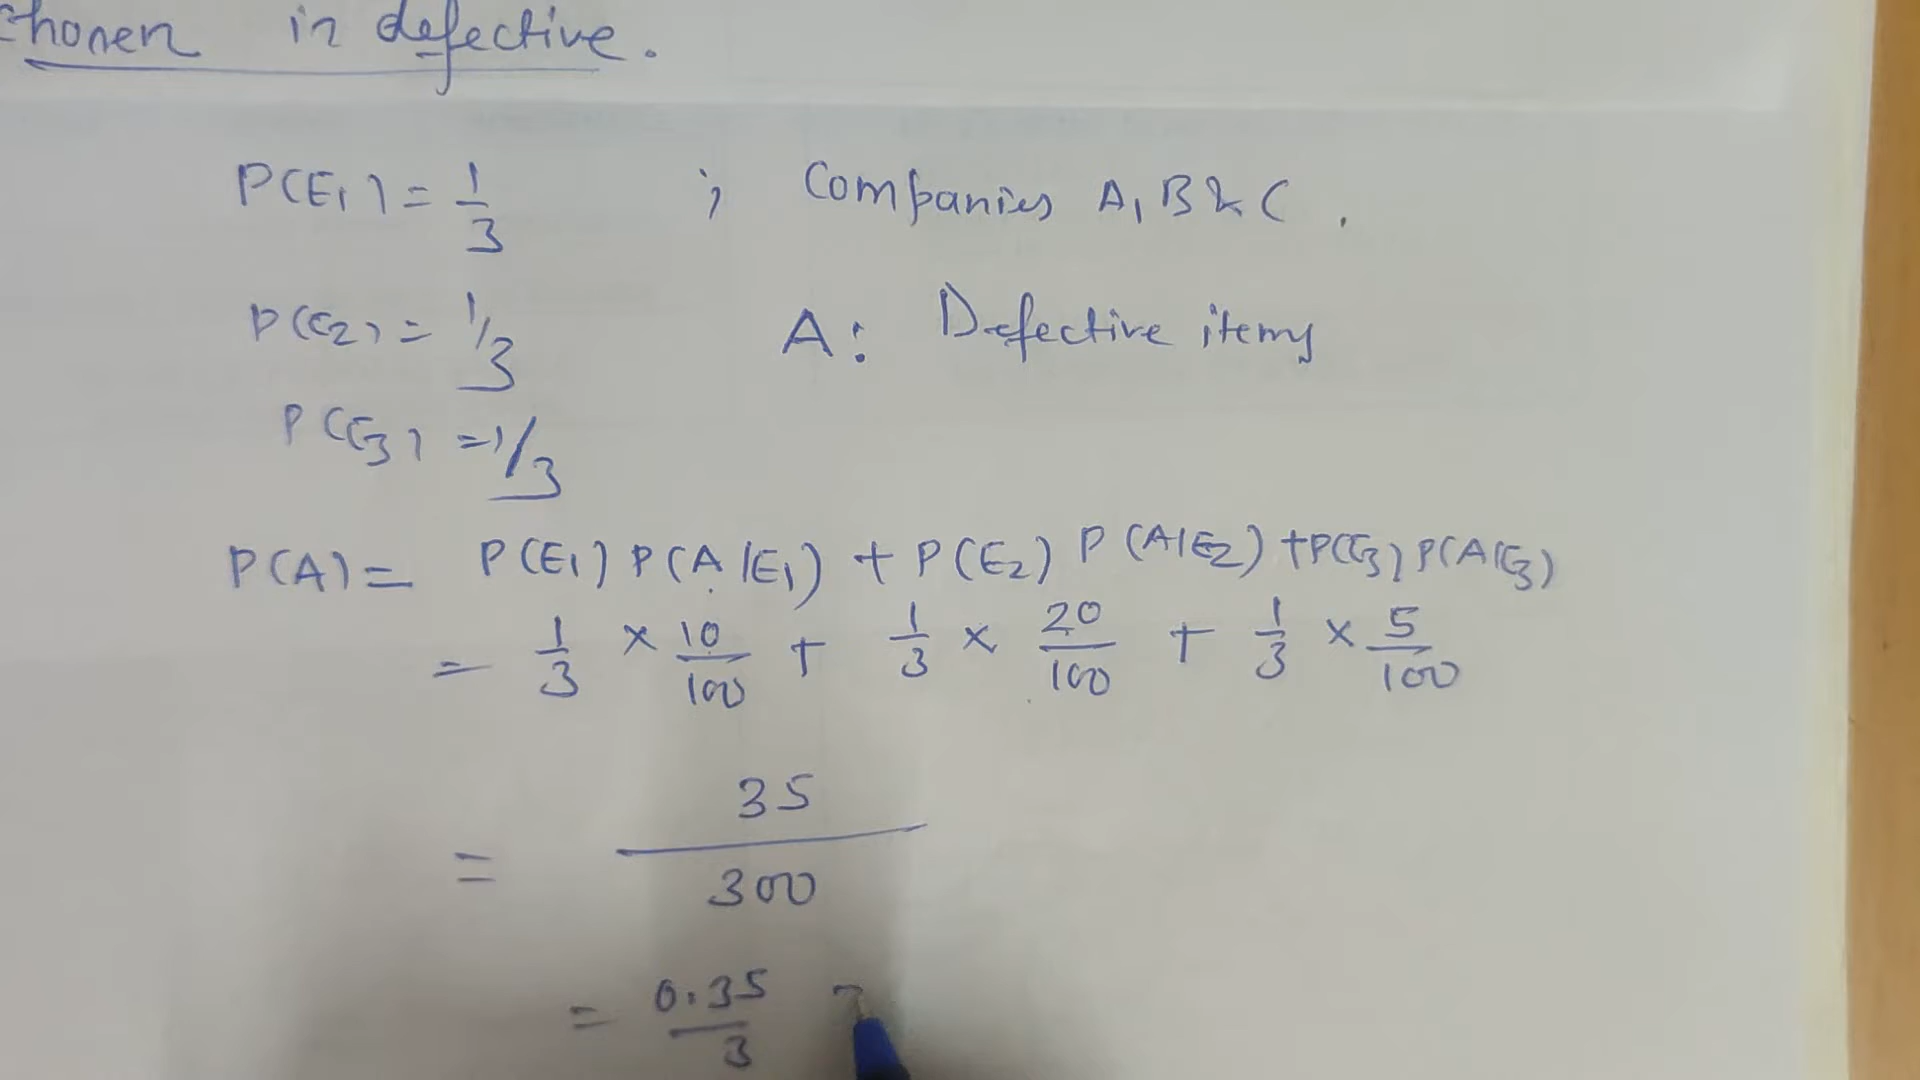 chosen is defective.
P(E₁) = 1/3 ; Companies A, B & C.
P(E₂) = 1/3 A: Defective items
P(E₃) = 1/3
P(A) = P(E₁) P(A|E₁) + P(E₂) P(A|E₂) + P(E₃) P(A|E₃)
= 1/3 × 10/100 + 1/3 × 20/100 + 1/3 × 5/100
= 35/300
= 0.35/3 =